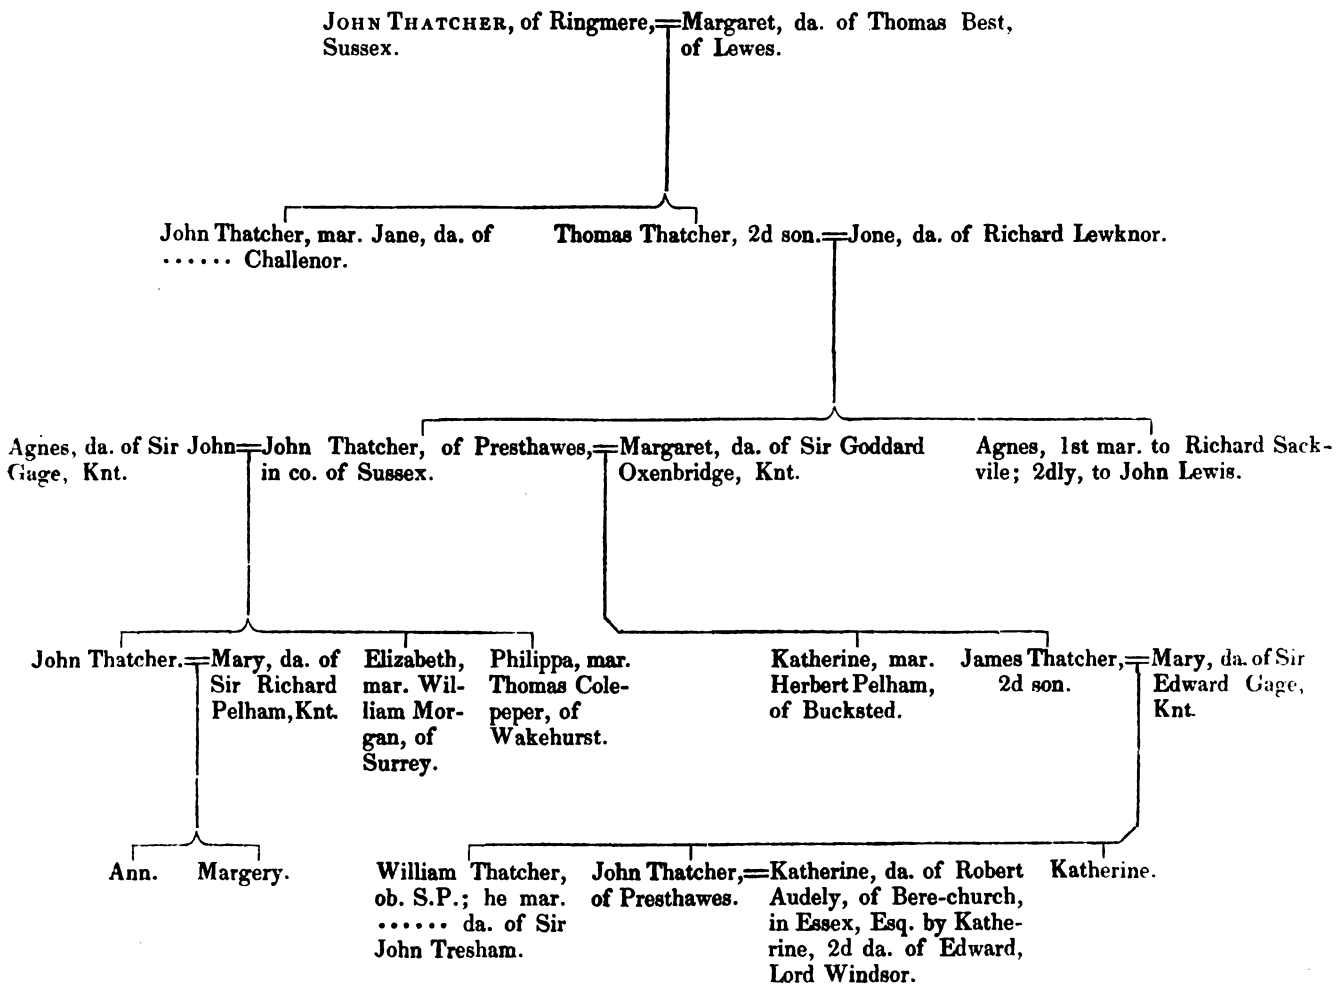 JOHN THATCHER, of Ringmere,=Margaret, da. of Thomas Best,
Sussex. of Lewes.
John Thatcher, mar. Jane, da. of
...... Challenor.
Thomas Thatcher, 2d son.=Jone, da. of Richard Lewknor.
Agnes, da. of Sir John=John Thatcher, of Presthawes,=Margaret, da. of Sir Goddard
Gage, Knt. in co. of Sussex. Oxenbridge, Knt.
Agnes, 1st mar. to Richard Sack-
vile; 2dly, to John Lewis.
John Thatcher.=Mary, da. of
Sir Richard
Pelham, Knt.
Elizabeth,
mar. Wil-
liam Mor-
gan, of
Surrey.
Philippa, mar.
Thomas Cole-
peper, of
Wakehurst.
Katherine, mar.
Herbert Pelham,
of Bucksted.
James Thatcher,=Mary, da. of Sir
2d son. Edward Gage,
Knt.
Ann.
Margery.
William Thatcher,
ob. S.P.; he mar.
...... da. of Sir
John Tresham.
John Thatcher,=Katherine, da. of Robert
of Presthawes. Audely, of Bere-church,
in Essex, Esq. by Kathe-
rine, 2d da. of Edward,
Lord Windsor.
Katherine.